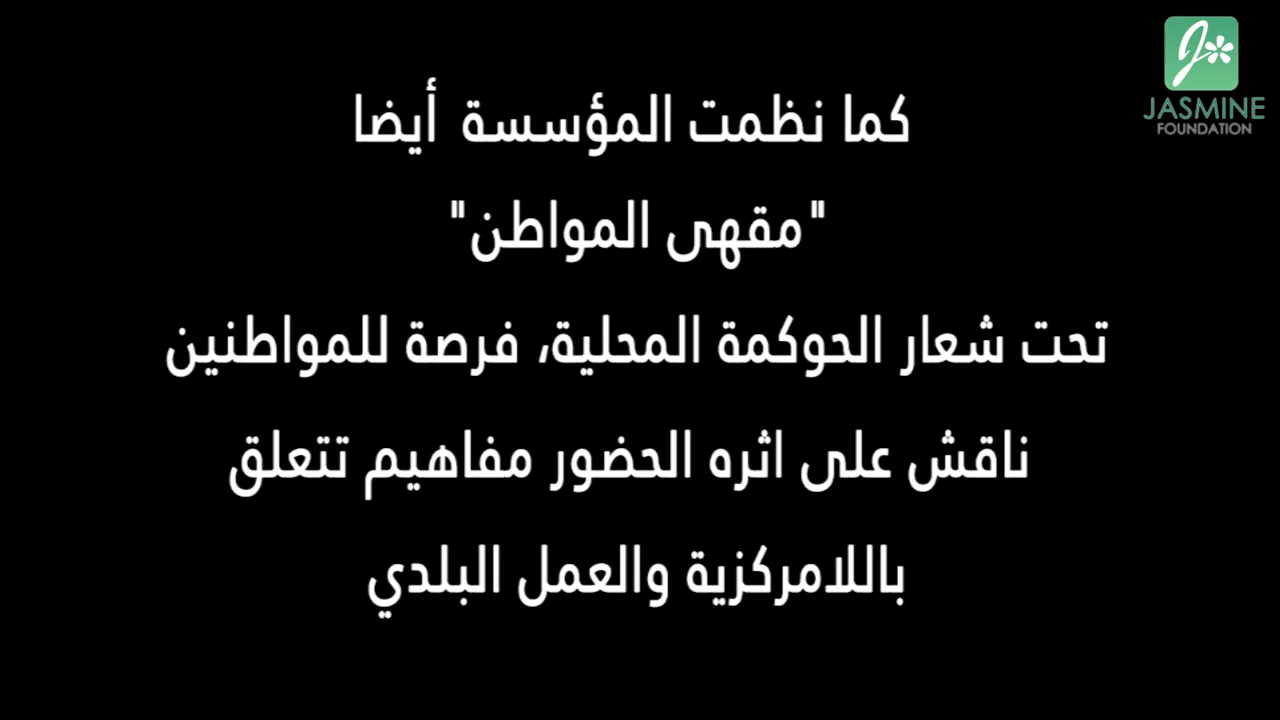 كما نظمت المؤسسة أيضا
"مقهى المواطن"
تحت شعار الحوكمة المحلية، فرصة للمواطنين
ناقش على اثره الحضور مفاهيم تتعلق
باللامركزية والعمل البلدي
J
JASMINE
FOUNDATION